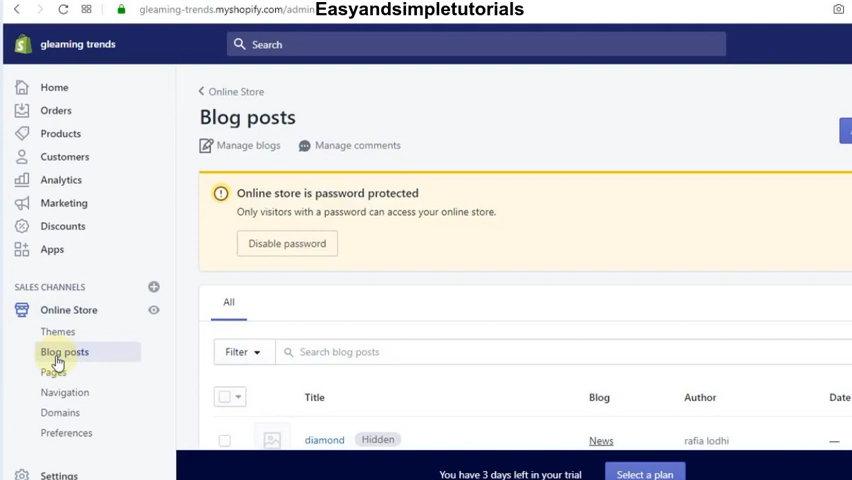 gleaming-trends.myshopify.com/admin
Easyandsimpletutorials
gleaming trends
Search
Home
Orders
Products
Customers
Analytics
Marketing
Discounts
Apps
SALES CHANNELS
Online Store
Themes
Blog posts
Pages
Navigation
Domains
Preferences
Settings
Online Store
Blog posts
Manage blogs
Manage comments
Online store is password protected
Only visitors with a password can access your online store.
Disable password
All
Filter
Search blog posts
Title Blog Author Date
diamond Hidden News rafia lodhi —
You have 3 days left in your trial
Select a plan